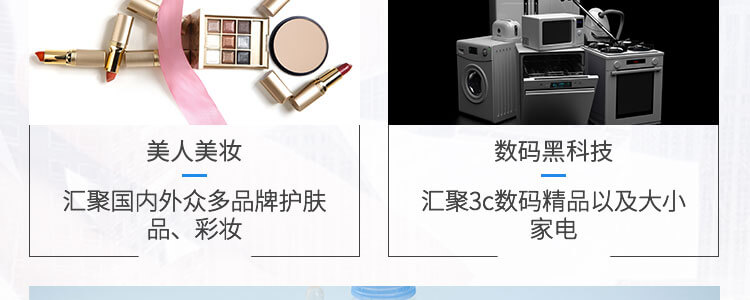 美人美妆
汇聚国内外众多品牌护肤
品、彩妆
数码黑科技
汇聚3c数码精品以及大小
家电